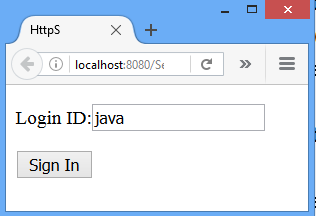 HttpS
localhost:8080/Se
Login ID: java
Sign In